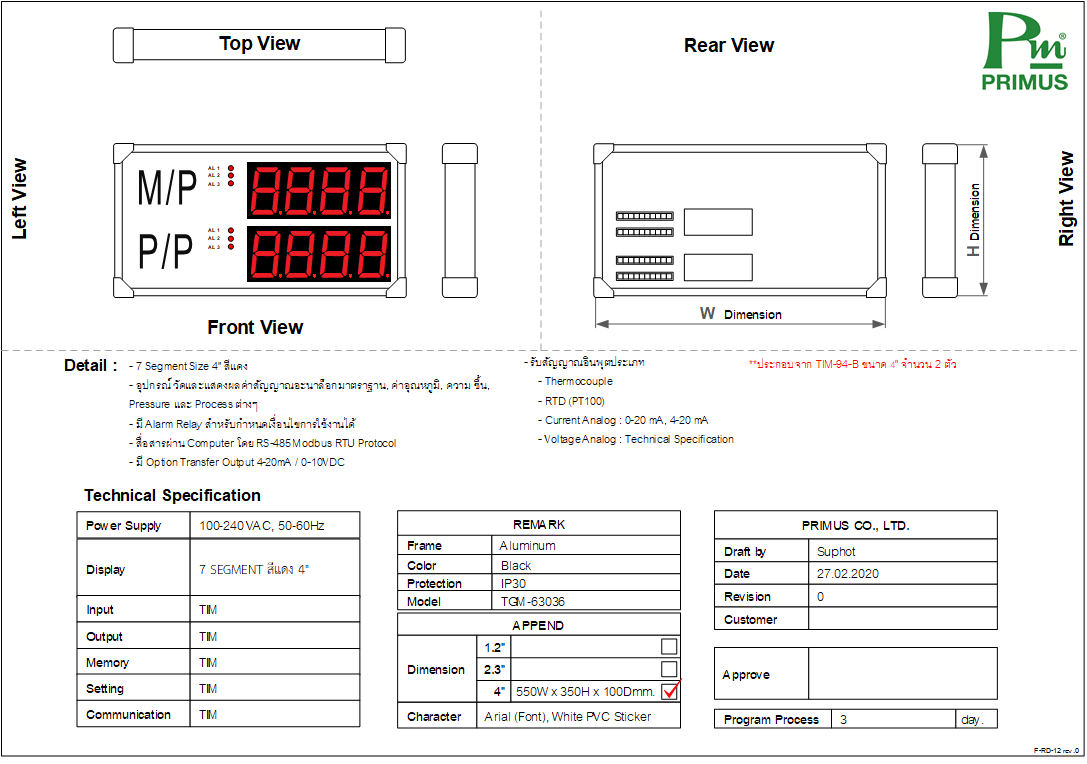 Top View
Rear View
Pm®
PRIMUS
Left View
M/P
AL 1
AL 2
AL 3
8.8.8.8.
P/P
AL 1
AL 2
AL 3
8.8.8.8.
H Dimension
Right View
W Dimension
Front View
Detail :
- 7 Segment Size 4" สีแดง
- อุปกรณ์วัดและแสดงผลค่าสัญญาณอะนาล็อกมาตราฐาน, ค่าอุณหภูมิ, ความชื้น,
Pressure และ Process ต่างๆ
- มี Alarm Relay สำหรับกำหนดเงื่อนไขการใช้งานได้
- สื่อสารผ่าน Computer โดย RS-485 Modbus RTU Protocol
- มี Option Transfer Output 4-20mA / 0-10VDC
- รับสัญญาณอินพุตประเภท
- Thermocouple
- RTD (PT100)
- Current Analog : 0-20 mA, 4-20 mA
- Voltage Analog : Technical Specification
**ประกอบจาก TIM-94-B ขนาด 4" จำนวน 2 ตัว
Technical Specification
Power Supply 100-240 VAC, 50-60Hz
Display 7 SEGMENT สีแดง 4"
Input TIM
Output TIM
Memory TIM
Setting TIM
Communication TIM
REMARK
Frame Aluminum
Color Black
Protection IP30
Model TGM-63036
APPEND
Dimension
1.2"
2.3"
4" 550W x 350H x 100Dmm.
Character Arial (Font), White PVC Sticker
PRIMUS CO., LTD.
Draft by Suphot
Date 27.02.2020
Revision 0
Customer
Approve
Program Process 3 day.
F-RD-12 rev.0